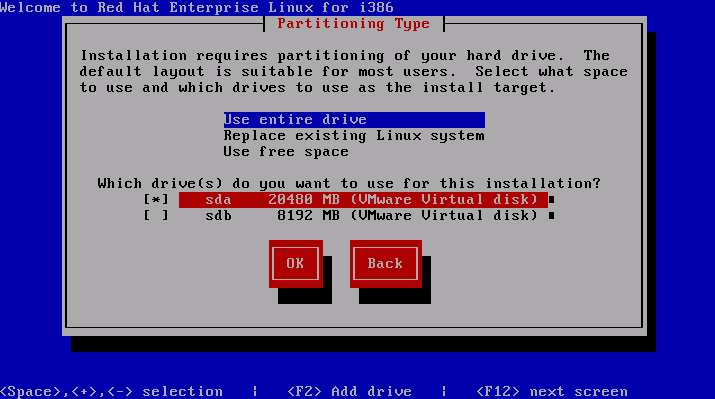 Welcome to Red Hat Enterprise Linux for i386
Partitioning Type
Installation requires partitioning of your hard drive.  The
default layout is suitable for most users.  Select what space
to use and which drives to use as the install target.
Use entire drive
Replace existing Linux system
Use free space
Which drive(s) do you want to use for this installation?
[*] sda 20480 MB (VMware Virtual disk)
[ ] sdb 8192 MB (VMware Virtual disk)
OK Back
<Space>,<+>,<-> selection | <F2> Add drive | <F12> next screen